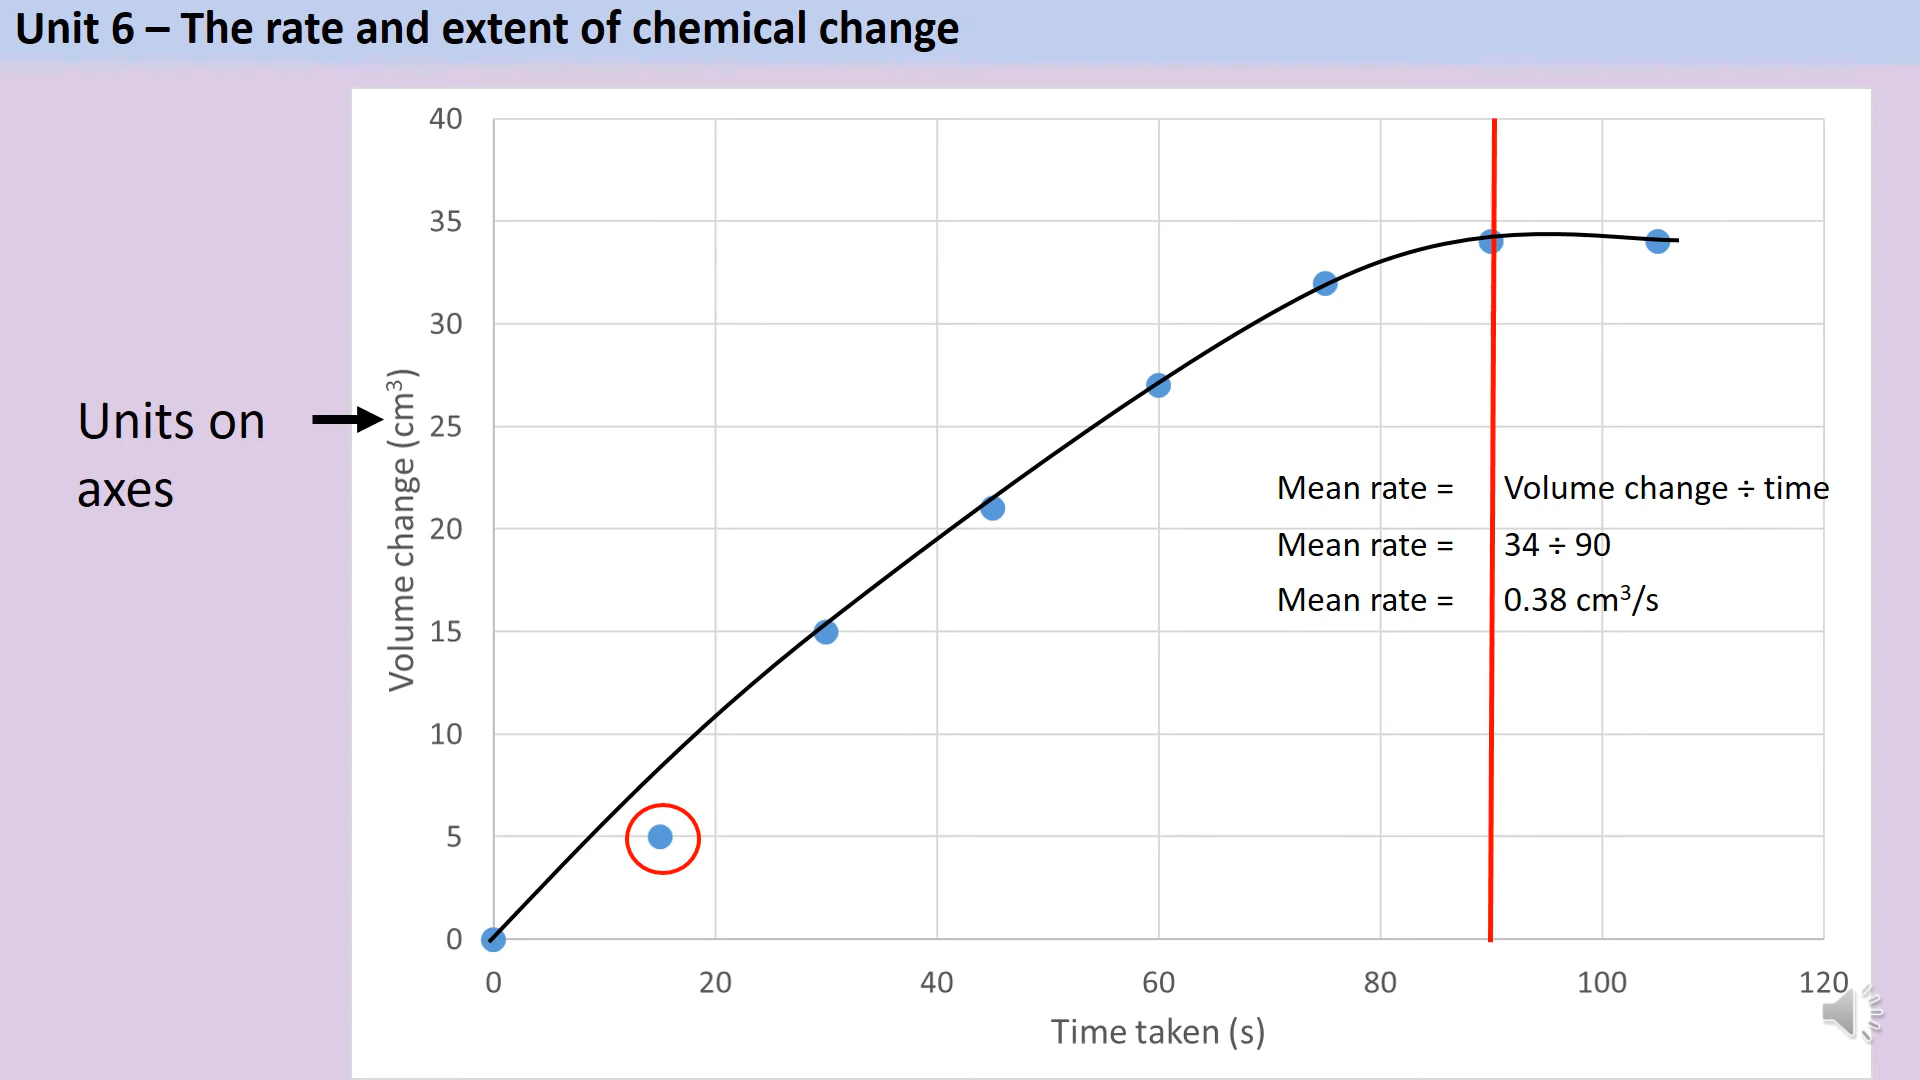 Unit 6 – The rate and extent of chemical change
Units on
axes
Volume change (cm³)
40
35
30
25
20
15
10
5
0
Mean rate = Volume change ÷ time
Mean rate = 34 ÷ 90
Mean rate = 0.38 cm³/s
0 20 40 60 80 100 120
Time taken (s)